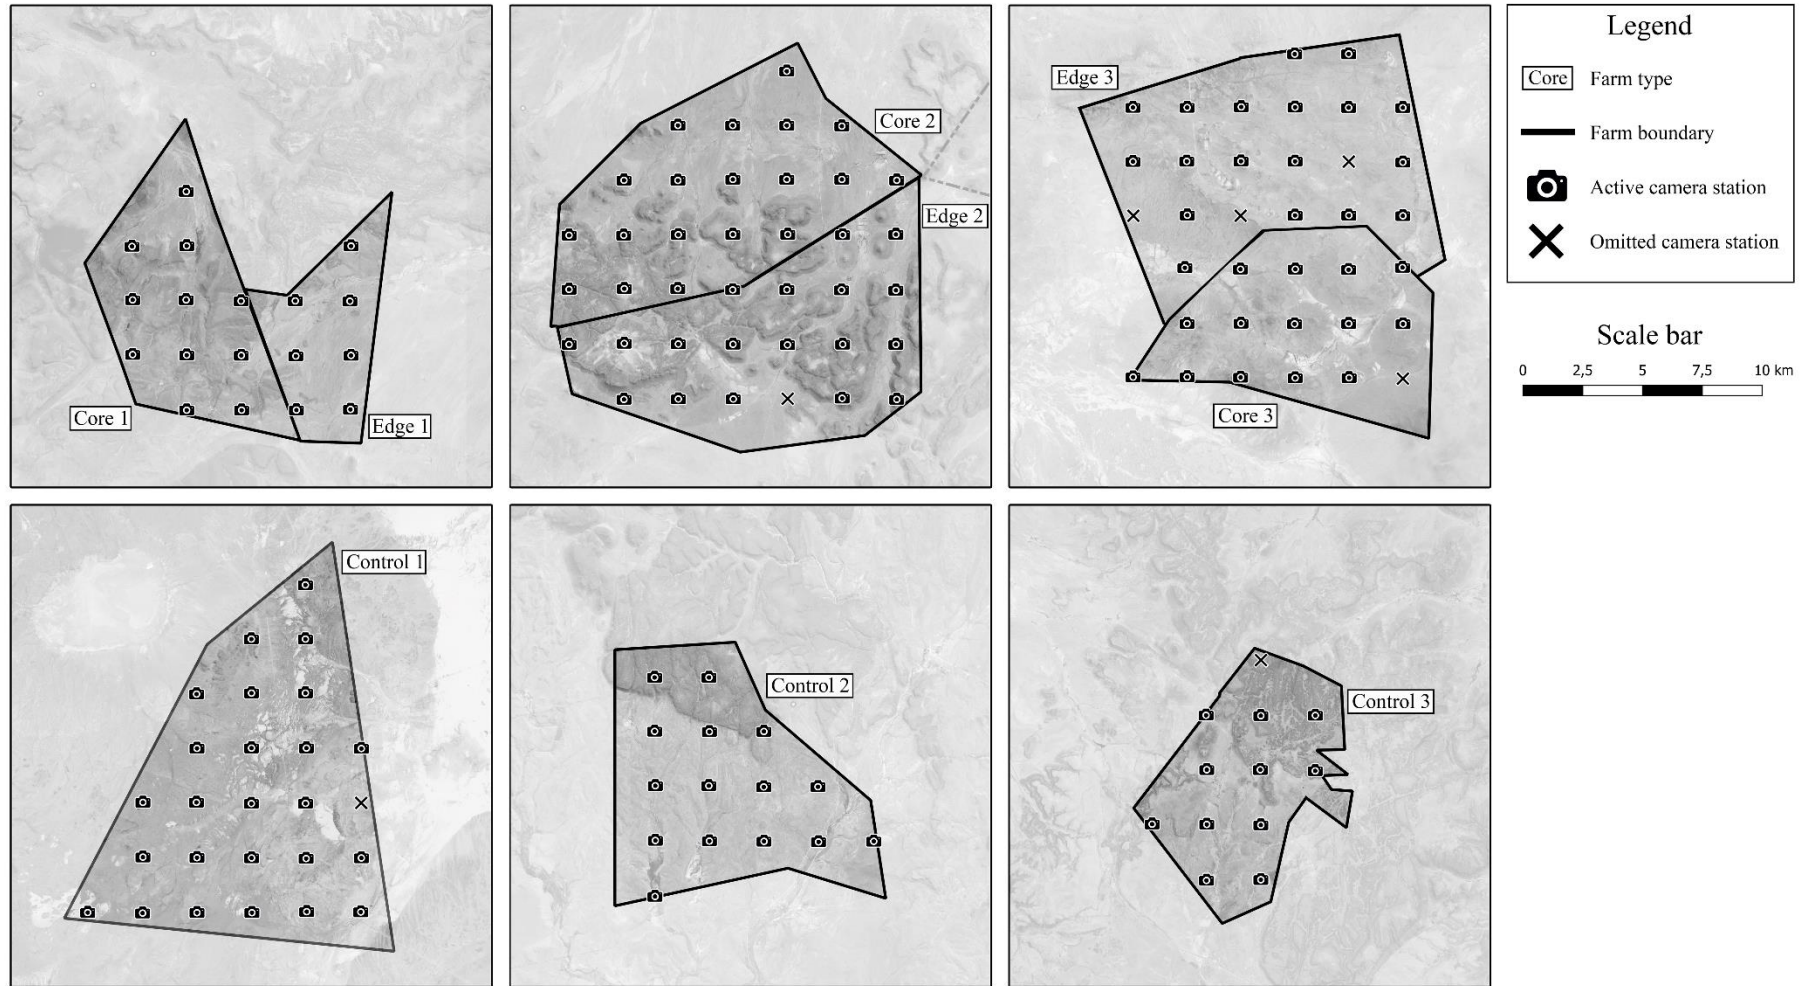 Legend
Core Farm type
Farm boundary
Active camera station
Omitted camera station
Scale bar
0 2,5 5 7,5 10 km
Core 1
Edge 1
Core 2
Edge 2
Edge 3
Core 3
Control 1
Control 2
Control 3